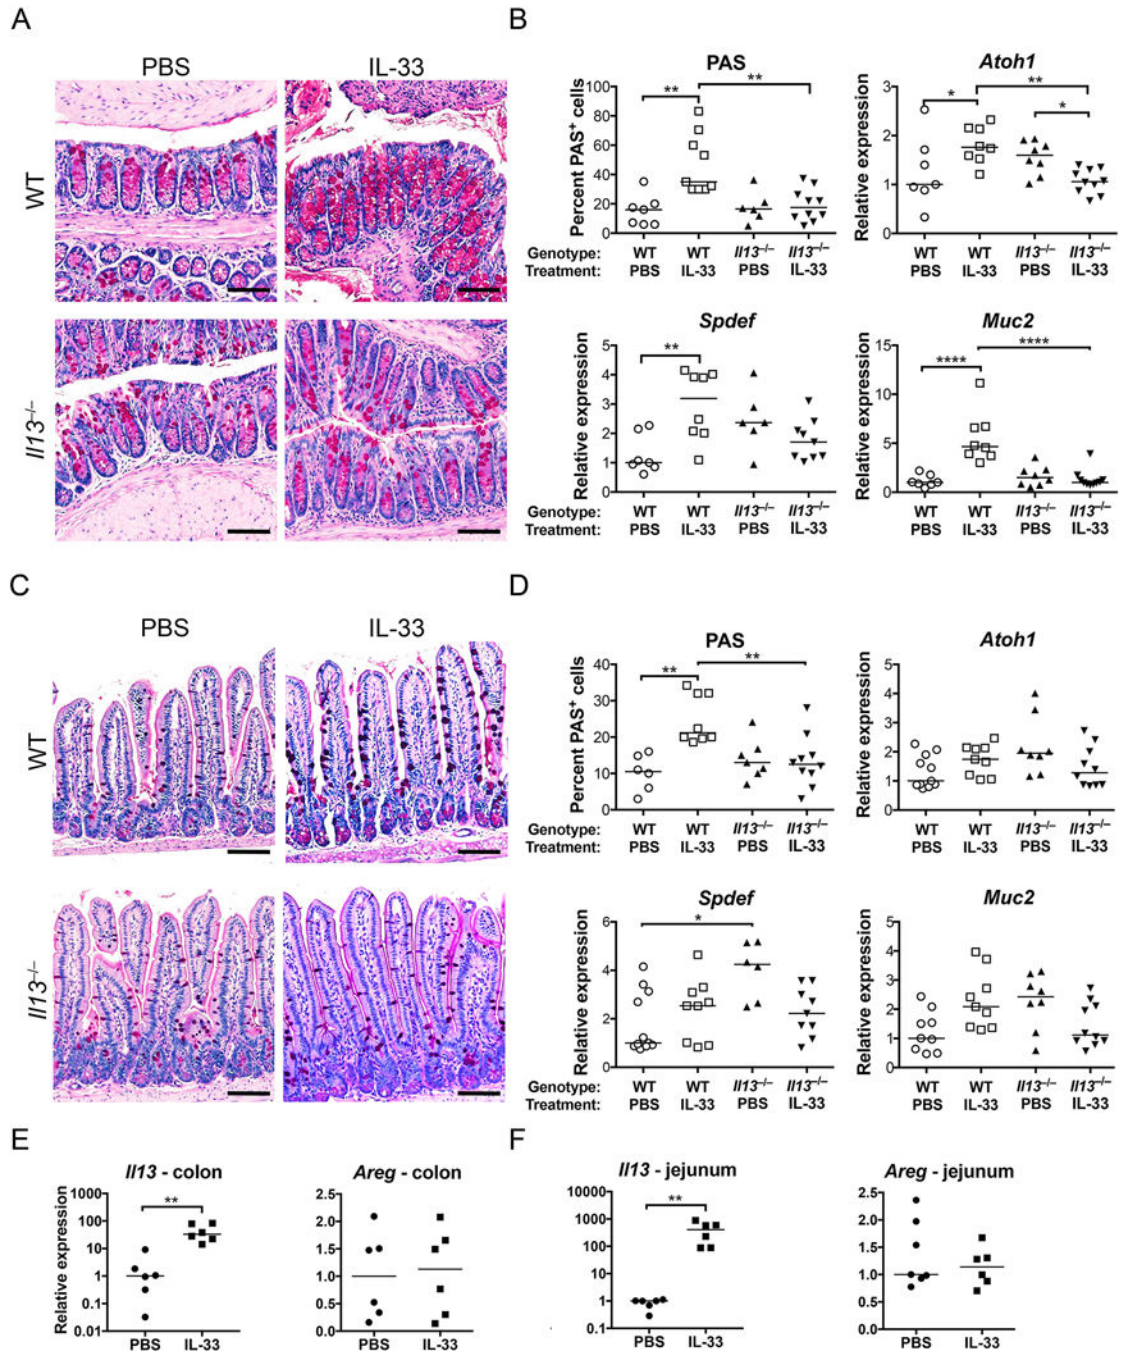 A
PBS
IL-33
WT
Il13–/–
B
PAS
Percent PAS+ cells
100
80
60
40
20
0
**
**
Genotype:
WT
WT
Il13–/–
Il13–/–
Treatment:
PBS
IL-33
PBS
IL-33
Atoh1
Relative expression
3
2
1
0
*
**
*
WT
WT
Il13–/–
Il13–/–
PBS
IL-33
PBS
IL-33
Spdef
Relative expression
5
4
3
2
1
0
**
Genotype:
WT
WT
Il13–/–
Il13–/–
Treatment:
PBS
IL-33
PBS
IL-33
Muc2
Relative expression
15
10
5
0
****
****
WT
WT
Il13–/–
Il13–/–
PBS
IL-33
PBS
IL-33
C
PBS
IL-33
WT
Il13–/–
D
PAS
Percent PAS+ cells
40
30
20
10
0
**
**
Genotype:
WT
WT
Il13–/–
Il13–/–
Treatment:
PBS
IL-33
PBS
IL-33
Atoh1
Relative expression
5
4
3
2
1
0
WT
WT
Il13–/–
Il13–/–
PBS
IL-33
PBS
IL-33
Spdef
Relative expression
6
4
2
0
*
Genotype:
WT
WT
Il13–/–
Il13–/–
Treatment:
PBS
IL-33
PBS
IL-33
Muc2
Relative expression
5
4
3
2
1
0
WT
WT
Il13–/–
Il13–/–
PBS
IL-33
PBS
IL-33
E
Il13 - colon
Relative expression
1000
100
10
1
0.1
0.01
**
PBS
IL-33
Areg - colon
2.5
2.0
1.5
1.0
0.5
0.0
PBS
IL-33
F
Il13 - jejunum
10000
1000
100
10
1
0.1
**
PBS
IL-33
Areg - jejunum
2.5
2.0
1.5
1.0
0.5
0.0
PBS
IL-33